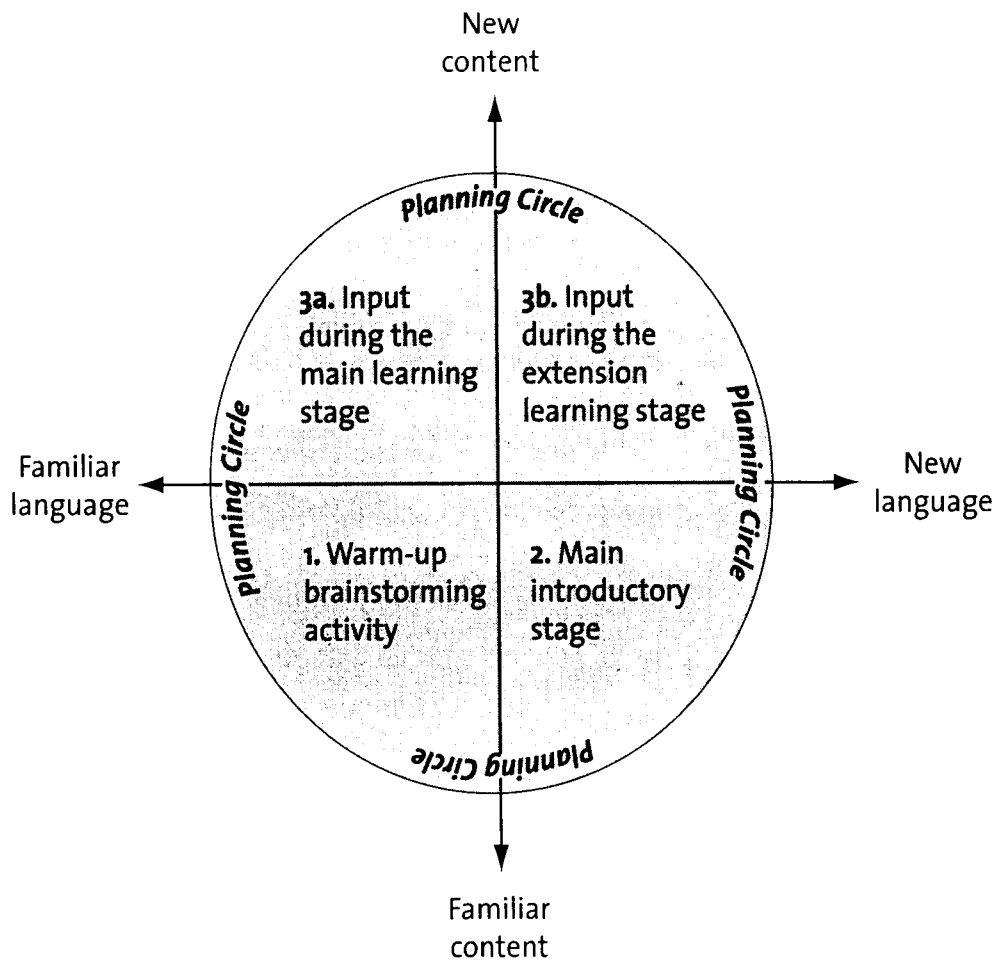 New
content
Planning Circle
3a. Input
during the
main learning
stage
3b. Input
during the
extension
learning stage
Planning Circle
Planning Circle
Familiar
language
New
language
1. Warm-up
brainstorming
activity
2. Main
introductory
stage
Planning Circle
Familiar
content